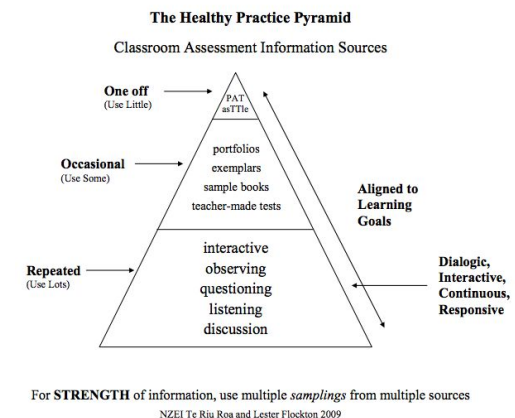 The Healthy Practice Pyramid
Classroom Assessment Information Sources
One off
(Use Little)
PAT
asTTle
Occasional
(Use Some)
portfolios
exemplars
sample books
teacher-made tests
Aligned to
Learning
Goals
Repeated
(Use Lots)
interactive
observing
questioning
listening
discussion
Dialogic,
Interactive,
Continuous,
Responsive
For STRENGTH of information, use multiple samplings from multiple sources
NZEI Te Riu Roa and Lester Flockton 2009